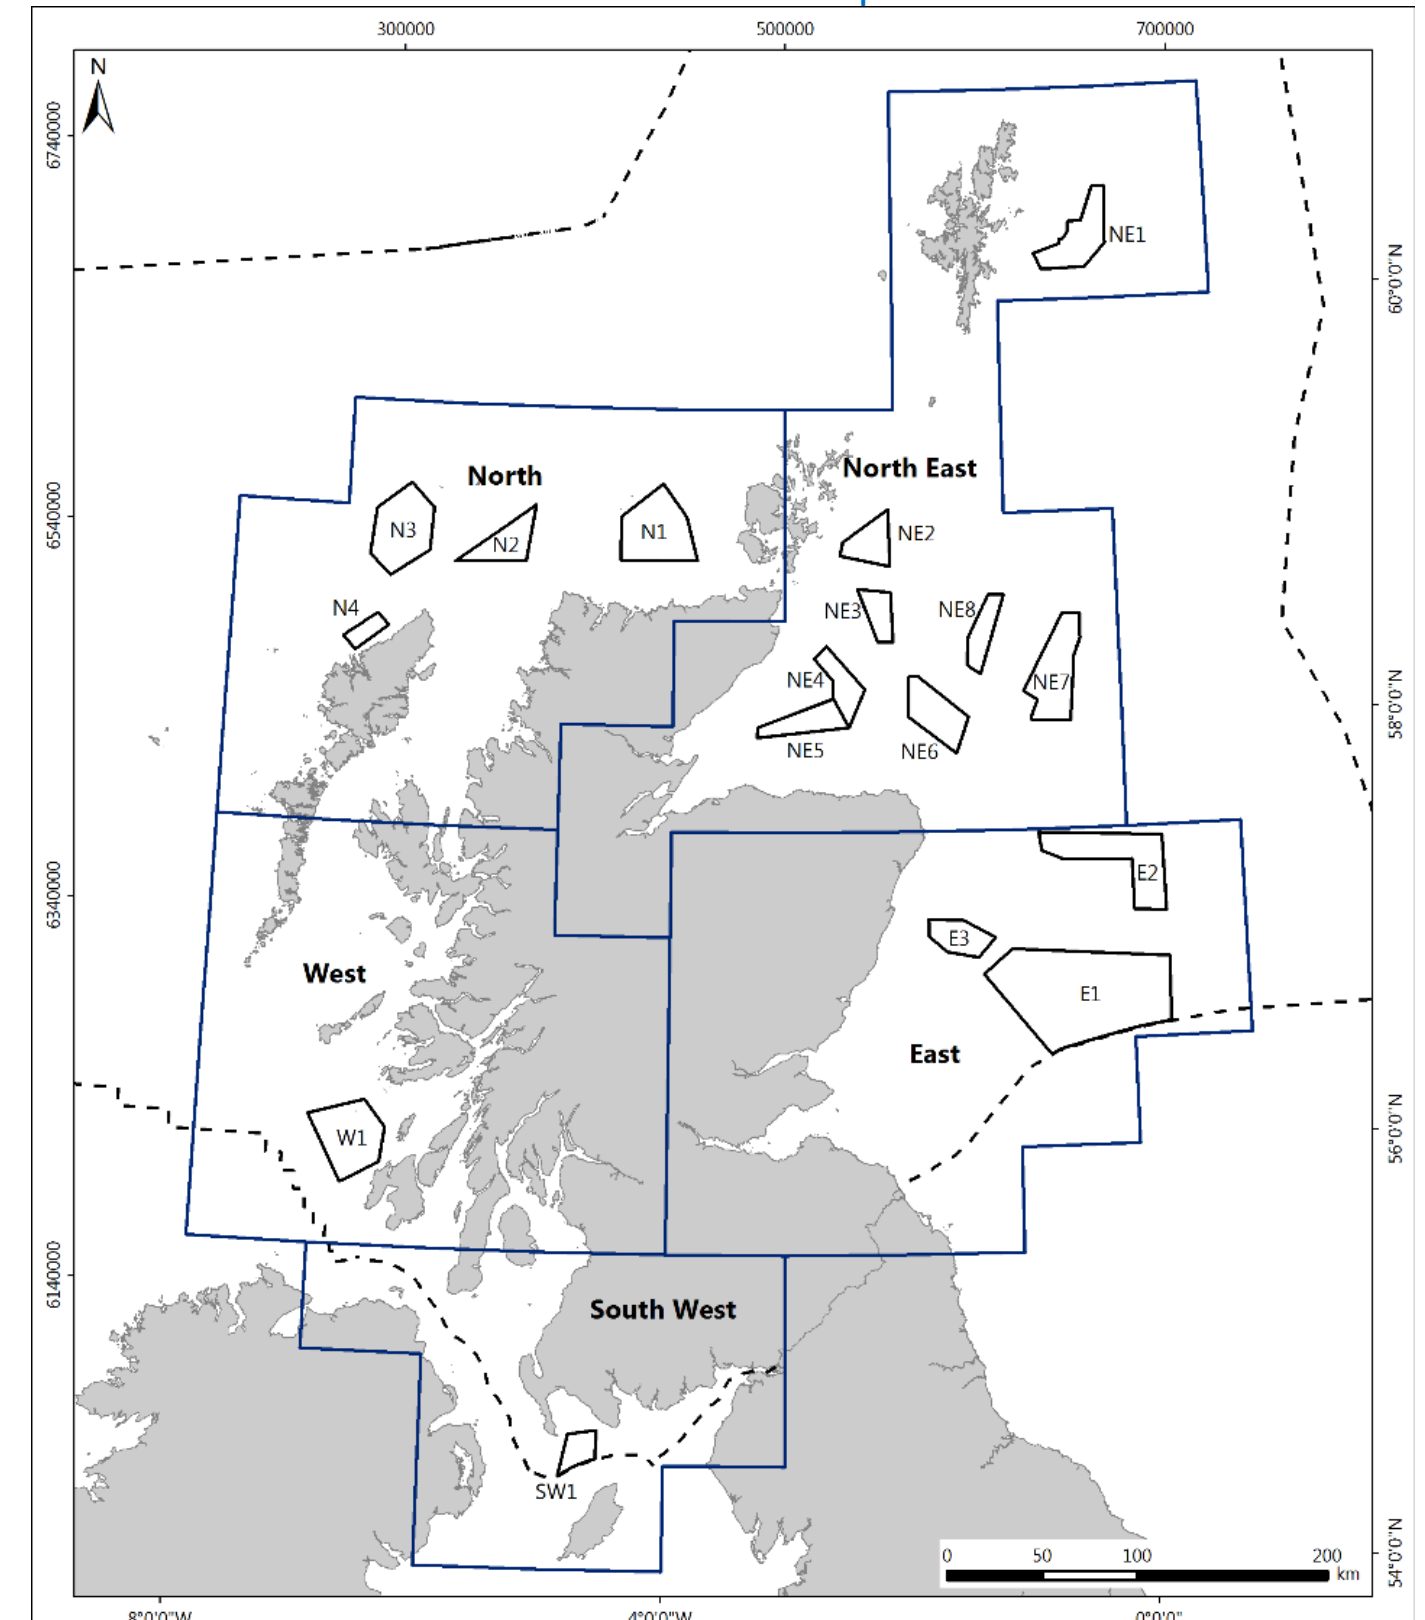 300000 500000 700000
N
6740000
NE1
60°0'0"N
North
North East
6540000
N3
N2
N1
NE2
N4
NE3
NE8
NE4
NE7
58°0'0"N
NE5
NE6
E2
6340000
E3
West
E1
East
W1
56°0'0"N
6140000
South West
SW1
0 50 100 200
km
54°0'0"N
8°0'0"W 4°0'0"W 0°0'0"